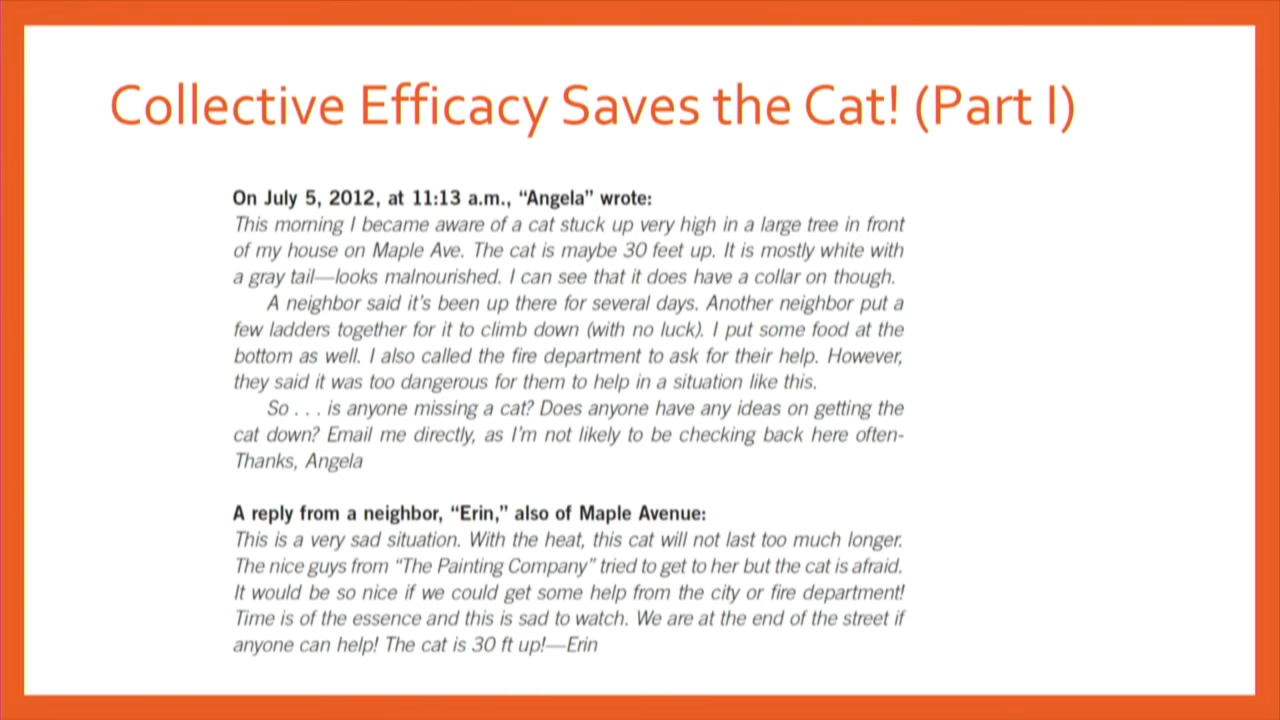 Collective Efficacy Saves the Cat! (Part I)
On July 5, 2012, at 11:13 a.m., “Angela” wrote:
This morning I became aware of a cat stuck up very high in a large tree in front
of my house on Maple Ave. The cat is maybe 30 feet up. It is mostly white with
a gray tail—looks malnourished. I can see that it does have a collar on though.
A neighbor said it’s been up there for several days. Another neighbor put a
few ladders together for it to climb down (with no luck). I put some food at the
bottom as well. I also called the fire department to ask for their help. However,
they said it was too dangerous for them to help in a situation like this.
So . . . is anyone missing a cat? Does anyone have any ideas on getting the
cat down? Email me directly, as I’m not likely to be checking back here often-
Thanks, Angela
A reply from a neighbor, “Erin,” also of Maple Avenue:
This is a very sad situation. With the heat, this cat will not last too much longer.
The nice guys from “The Painting Company” tried to get to her but the cat is afraid.
It would be so nice if we could get some help from the city or fire department!
Time is of the essence and this is sad to watch. We are at the end of the street if
anyone can help! The cat is 30 ft up!—Erin